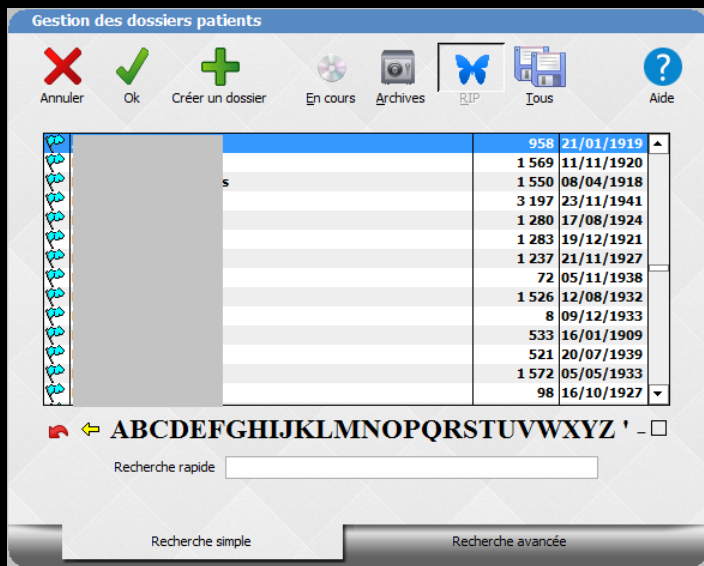 Gestion des dossiers patients
Annuler Ok Créer un dossier En cours Archives RIP Tous Aide
958 21/01/1919
1 569 11/11/1920
s 1 550 08/04/1918
3 197 23/11/1941
1 280 17/08/1924
1 283 19/12/1921
1 237 21/11/1927
72 05/11/1938
1 526 12/08/1932
8 09/12/1933
533 16/01/1909
521 20/07/1939
1 572 05/05/1933
98 16/10/1927
ABCDEFGHIJKLMNOPQRSTUVWXYZ ' -
Recherche rapide
Recherche simple Recherche avancée